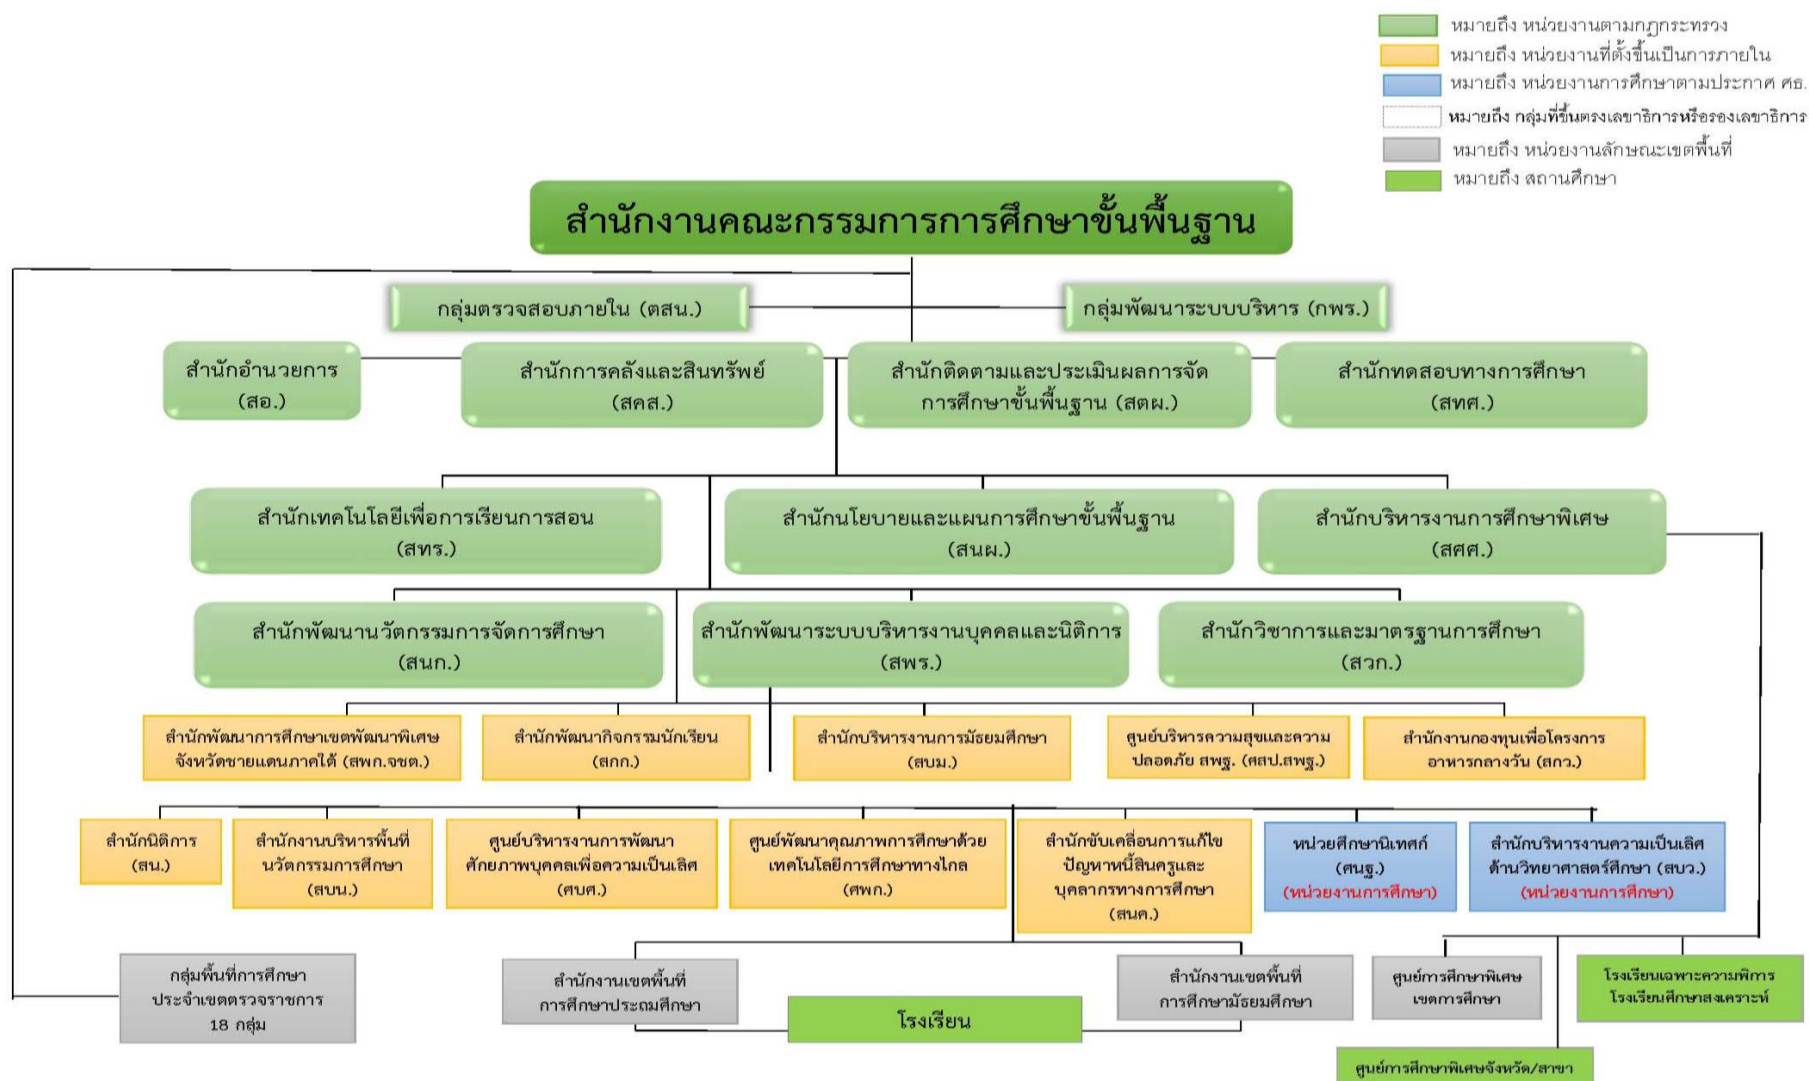 หมายถึง หน่วยงานตามกฎกระทรวง
หมายถึง หน่วยงานที่ตั้งขึ้นเป็นการภายใน
หมายถึง หน่วยงานการศึกษาตามประกาศ ศธ.
หมายถึง กลุ่มที่ขึ้นตรงเลขาธิการหรือรองเลขาธิการ
หมายถึง หน่วยงานลักษณะเขตพื้นที่
หมายถึง สถานศึกษา
สำนักงานคณะกรรมการการศึกษาขั้นพื้นฐาน
กลุ่มตรวจสอบภายใน (ตสน.)
กลุ่มพัฒนาระบบบริหาร (กพร.)
สำนักอำนวยการ
(สอ.)
สำนักการคลังและสินทรัพย์
(สคส.)
สำนักติดตามและประเมินผลการจัด
การศึกษาขั้นพื้นฐาน (สตผ.)
สำนักทดสอบทางการศึกษา
(สทศ.)
สำนักเทคโนโลยีเพื่อการเรียนการสอน
(สทร.)
สำนักนโยบายและแผนการศึกษาขั้นพื้นฐาน
(สนผ.)
สำนักบริหารงานการศึกษาพิเศษ
(สศศ.)
สำนักพัฒนานวัตกรรมการจัดการศึกษา
(สนก.)
สำนักพัฒนาระบบบริหารงานบุคคลและนิติการ
(สพร.)
สำนักวิชาการและมาตรฐานการศึกษา
(สวก.)
สำนักพัฒนาการศึกษาเขตพัฒนาพิเศษ
จังหวัดชายแดนภาคใต้ (สพก.จชต.)
สำนักพัฒนากิจกรรมนักเรียน
(สกก.)
สำนักบริหารงานการมัธยมศึกษา
(สบม.)
ศูนย์บริหารความสุขและความ
ปลอดภัย สพฐ. (ศสป.สพฐ.)
สำนักงานกองทุนเพื่อโครงการ
อาหารกลางวัน (สกว.)
สำนักนิติการ
(สน.)
สำนักงานบริหารพื้นที่
นวัตกรรมการศึกษา
(สบน.)
ศูนย์บริหารงานการพัฒนา
ศักยภาพบุคคลเพื่อความเป็นเลิศ
(ศบศ.)
ศูนย์พัฒนาคุณภาพการศึกษาด้วย
เทคโนโลยีการศึกษาทางไกล
(ศพก.)
สำนักขับเคลื่อนการแก้ไข
ปัญหาหนี้สินครูและ
บุคลากรทางการศึกษา
(สนค.)
หน่วยศึกษานิเทศก์
(ศนฐ.)
(หน่วยงานการศึกษา)
สำนักบริหารงานความเป็นเลิศ
ด้านวิทยาศาสตร์ศึกษา (สบว.)
(หน่วยงานการศึกษา)
กลุ่มพื้นที่การศึกษา
ประจำเขตตรวจราชการ
18 กลุ่ม
สำนักงานเขตพื้นที่
การศึกษาประถมศึกษา
โรงเรียน
สำนักงานเขตพื้นที่
การศึกษามัธยมศึกษา
ศูนย์การศึกษาพิเศษ
เขตการศึกษา
โรงเรียนเฉพาะความพิการ
โรงเรียนศึกษาสงเคราะห์
ศูนย์การศึกษาพิเศษจังหวัด/สาขา